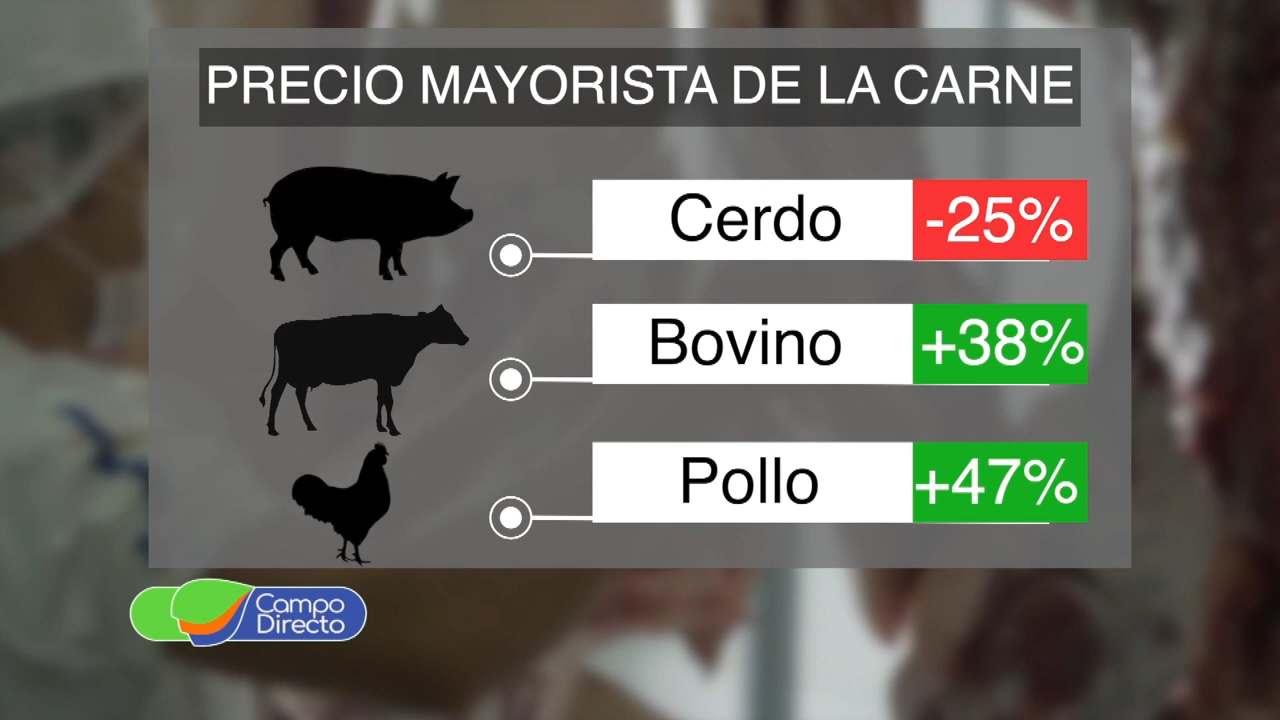 PRECIO MAYORISTA DE LA CARNE
Cerdo -25%
Bovino +38%
Pollo +47%
Campo
Directo